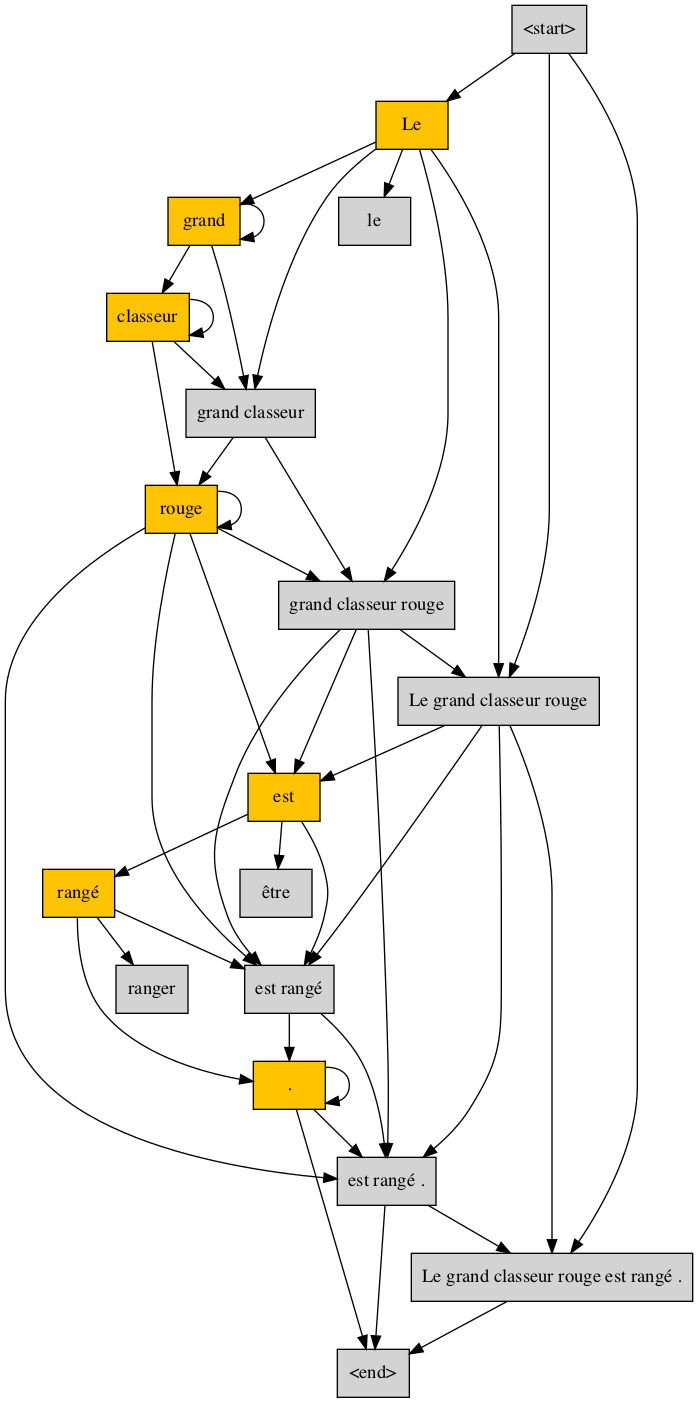 <start>
Le
grand
le
classeur
grand classeur
rouge
grand classeur rouge
Le grand classeur rouge
est
rangé
être
ranger
est rangé
.
est rangé .
Le grand classeur rouge est rangé .
<end>